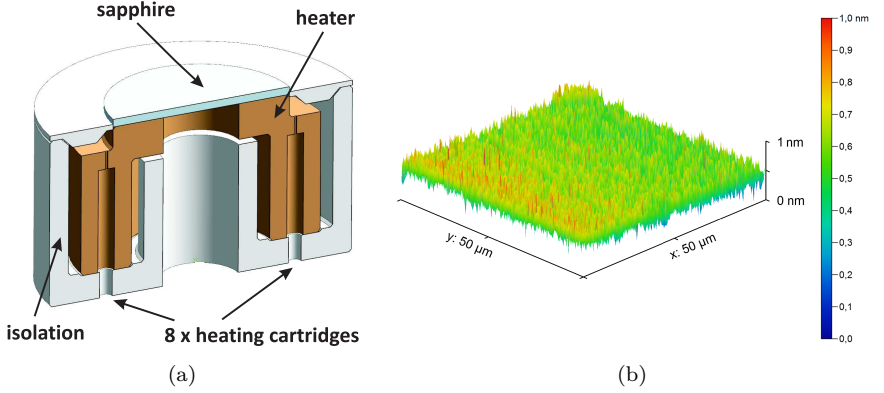 sapphire
heater
isolation
8 x heating cartridges
(a)
1,0 nm
0,9
0,8
0,7
0,6
0,5
0,4
0,3
0,2
0,1
0,0
1 nm
0 nm
y: 50 µm
x: 50 µm
(b)